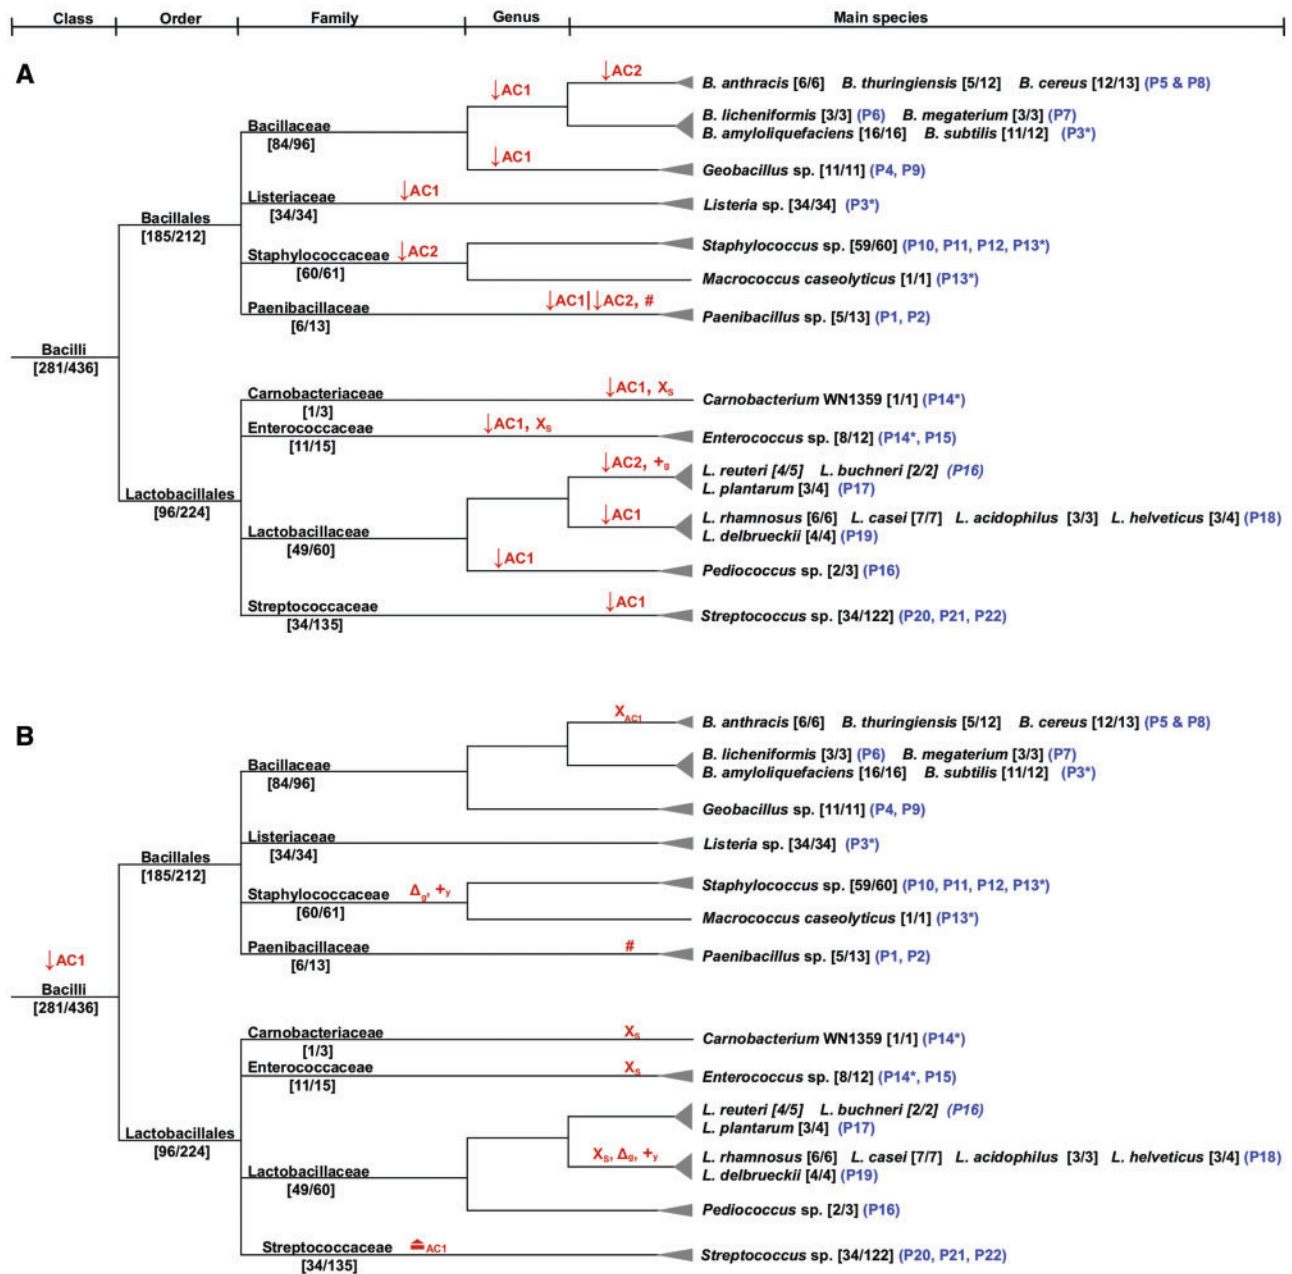 Class Order Family Genus Main species
A
↓AC2
B. anthracis [6/6] B. thuringiensis [5/12] B. cereus [12/13] (P5 & P8)
↓AC1
B. licheniformis [3/3] (P6) B. megaterium [3/3] (P7)
Bacillaceae
B. amyloliquefaciens [16/16] B. subtilis [11/12] (P3*)
[84/96]
↓AC1
Geobacillus sp. [11/11] (P4, P9)
Listeriaceae ↓AC1
[34/34]
Listeria sp. [34/34] (P3*)
Bacillales
[185/212]
Staphylococcus sp. [59/60] (P10, P11, P12, P13*)
Staphylococcaceae ↓AC2
[60/61]
Macrococcus caseolyticus [1/1] (P13*)
Paenibacillaceae ↓AC1|↓AC2, #
[6/13]
Paenibacillus sp. [5/13] (P1, P2)
Bacilli
[281/436]
Carnobacteriaceae ↓AC1, Xs
[1/3]
Carnobacterium WN1359 [1/1] (P14*)
Enterococcaceae ↓AC1, Xs
[11/15]
Enterococcus sp. [8/12] (P14*, P15)
↓AC2, +g
L. reuteri [4/5] L. buchneri [2/2] (P16)
L. plantarum [3/4] (P17)
Lactobacillales
[96/224]
↓AC1
L. rhamnosus [6/6] L. casei [7/7] L. acidophilus [3/3] L. helveticus [3/4] (P18)
L. delbrueckii [4/4] (P19)
Lactobacillaceae
[49/60]
↓AC1
Pediococcus sp. [2/3] (P16)
Streptococcaceae ↓AC1
[34/135]
Streptococcus sp. [34/122] (P20, P21, P22)
B
XAC1
B. anthracis [6/6] B. thuringiensis [5/12] B. cereus [12/13] (P5 & P8)
B. licheniformis [3/3] (P6) B. megaterium [3/3] (P7)
Bacillaceae
B. amyloliquefaciens [16/16] B. subtilis [11/12] (P3*)
[84/96]
Geobacillus sp. [11/11] (P4, P9)
Listeriaceae
[34/34]
Listeria sp. [34/34] (P3*)
Bacillales
[185/212]
Staphylococcus sp. [59/60] (P10, P11, P12, P13*)
Staphylococcaceae Δg, +y
[60/61]
Macrococcus caseolyticus [1/1] (P13*)
Paenibacillaceae #
[6/13]
Paenibacillus sp. [5/13] (P1, P2)
↓AC1
Bacilli
[281/436]
Carnobacteriaceae Xs
[1/3]
Carnobacterium WN1359 [1/1] (P14*)
Enterococcaceae Xs
[11/15]
Enterococcus sp. [8/12] (P14*, P15)
L. reuteri [4/5] L. buchneri [2/2] (P16)
L. plantarum [3/4] (P17)
Lactobacillales
[96/224]
Xs, Δg, +y
L. rhamnosus [6/6] L. casei [7/7] L. acidophilus [3/3] L. helveticus [3/4] (P18)
L. delbrueckii [4/4] (P19)
Lactobacillaceae
[49/60]
Pediococcus sp. [2/3] (P16)
Streptococcaceae ⏏AC1
[34/135]
Streptococcus sp. [34/122] (P20, P21, P22)